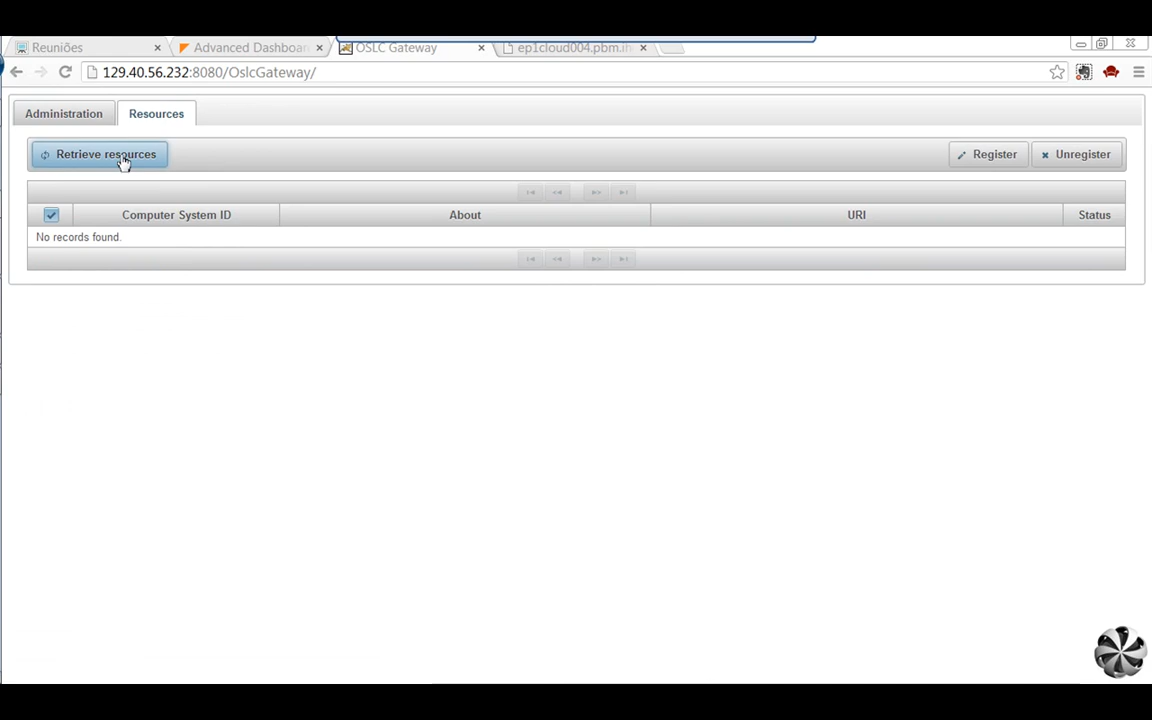 Reuniões
Advanced Dashboar
OSLC Gateway
ep1cloud004.pbm.ih
129.40.56.232:8080/OslcGateway/
Administration
Resources
Retrieve resources
Register
Unregister
Computer System ID
About
URI
Status
No records found.